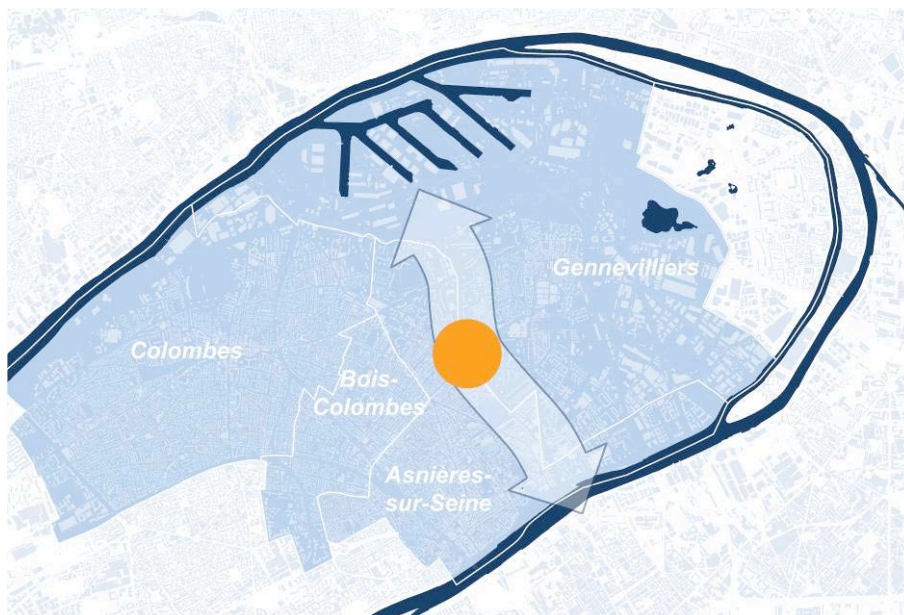 Gennevilliers
Colombes
Bois-
Colombes
Asnières-
sur-Seine